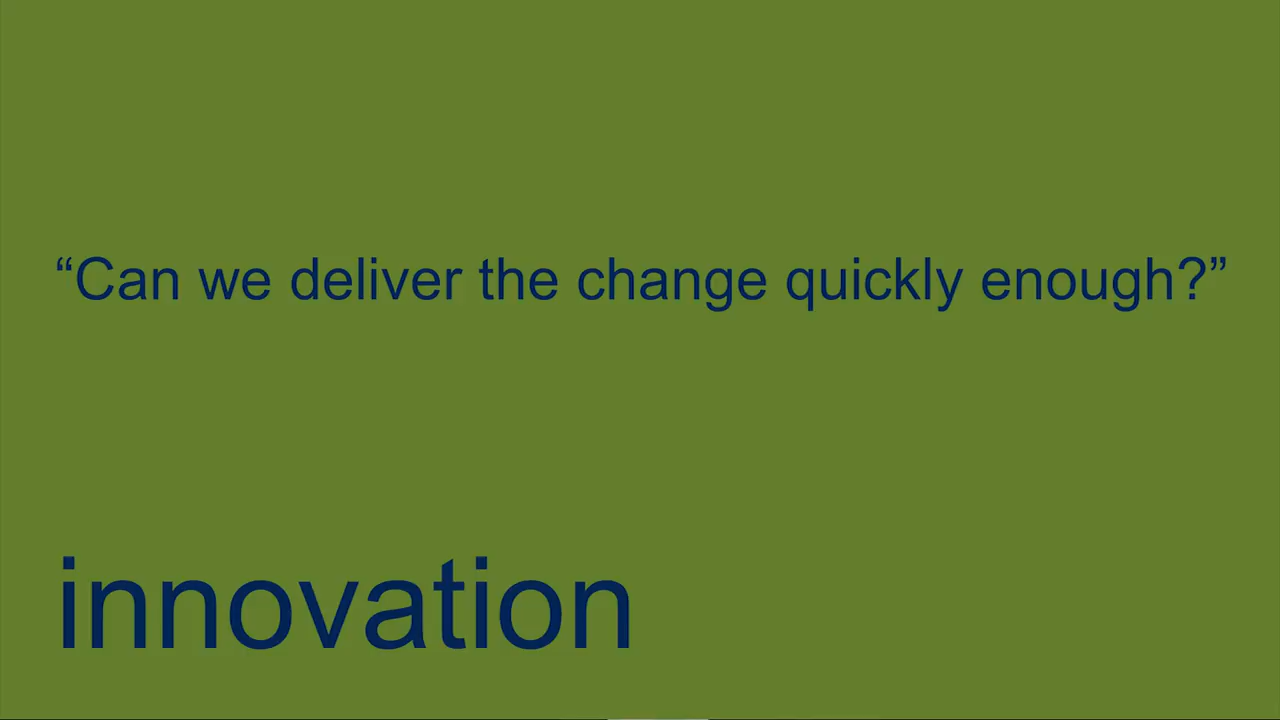 “Can we deliver the change quickly enough?”
innovation